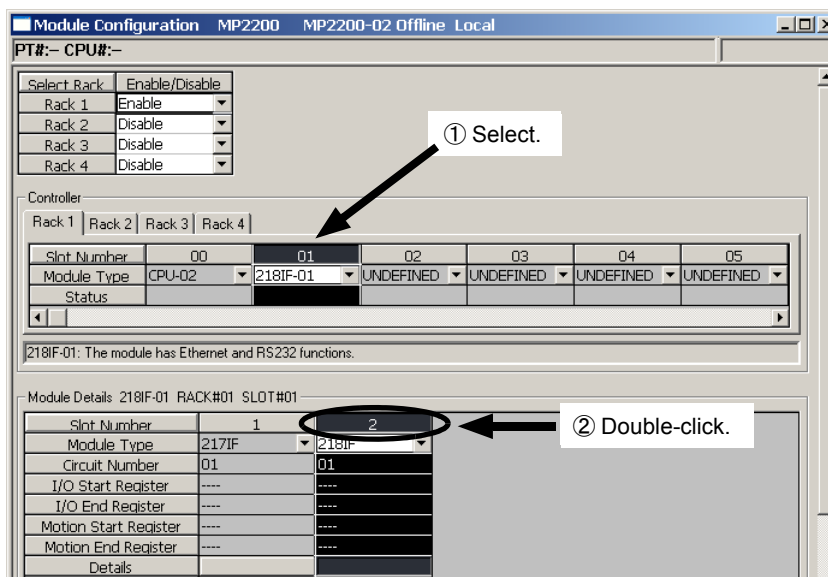 Module Configuration MP2200 MP2200-02 Offline Local
PT#:– CPU#:–
Select Rack Enable/Disable
Rack 1 Enable
Rack 2 Disable
Rack 3 Disable
Rack 4 Disable
① Select.
Controller
Rack 1 Rack 2 Rack 3 Rack 4
Slot Number 00 01 02 03 04 05
Module Type CPU-02 218IF-01 UNDEFINED UNDEFINED UNDEFINED UNDEFINED
Status
218IF-01: The module has Ethernet and RS232 functions.
Module Details 218IF-01 RACK#01 SLOT#01
Slot Number 1 2
② Double-click.
Module Type 217IF 218IF
Circuit Number 01 01
I/O Start Register ---- ----
I/O End Register ---- ----
Motion Start Register ---- ----
Motion End Register ---- ----
Details